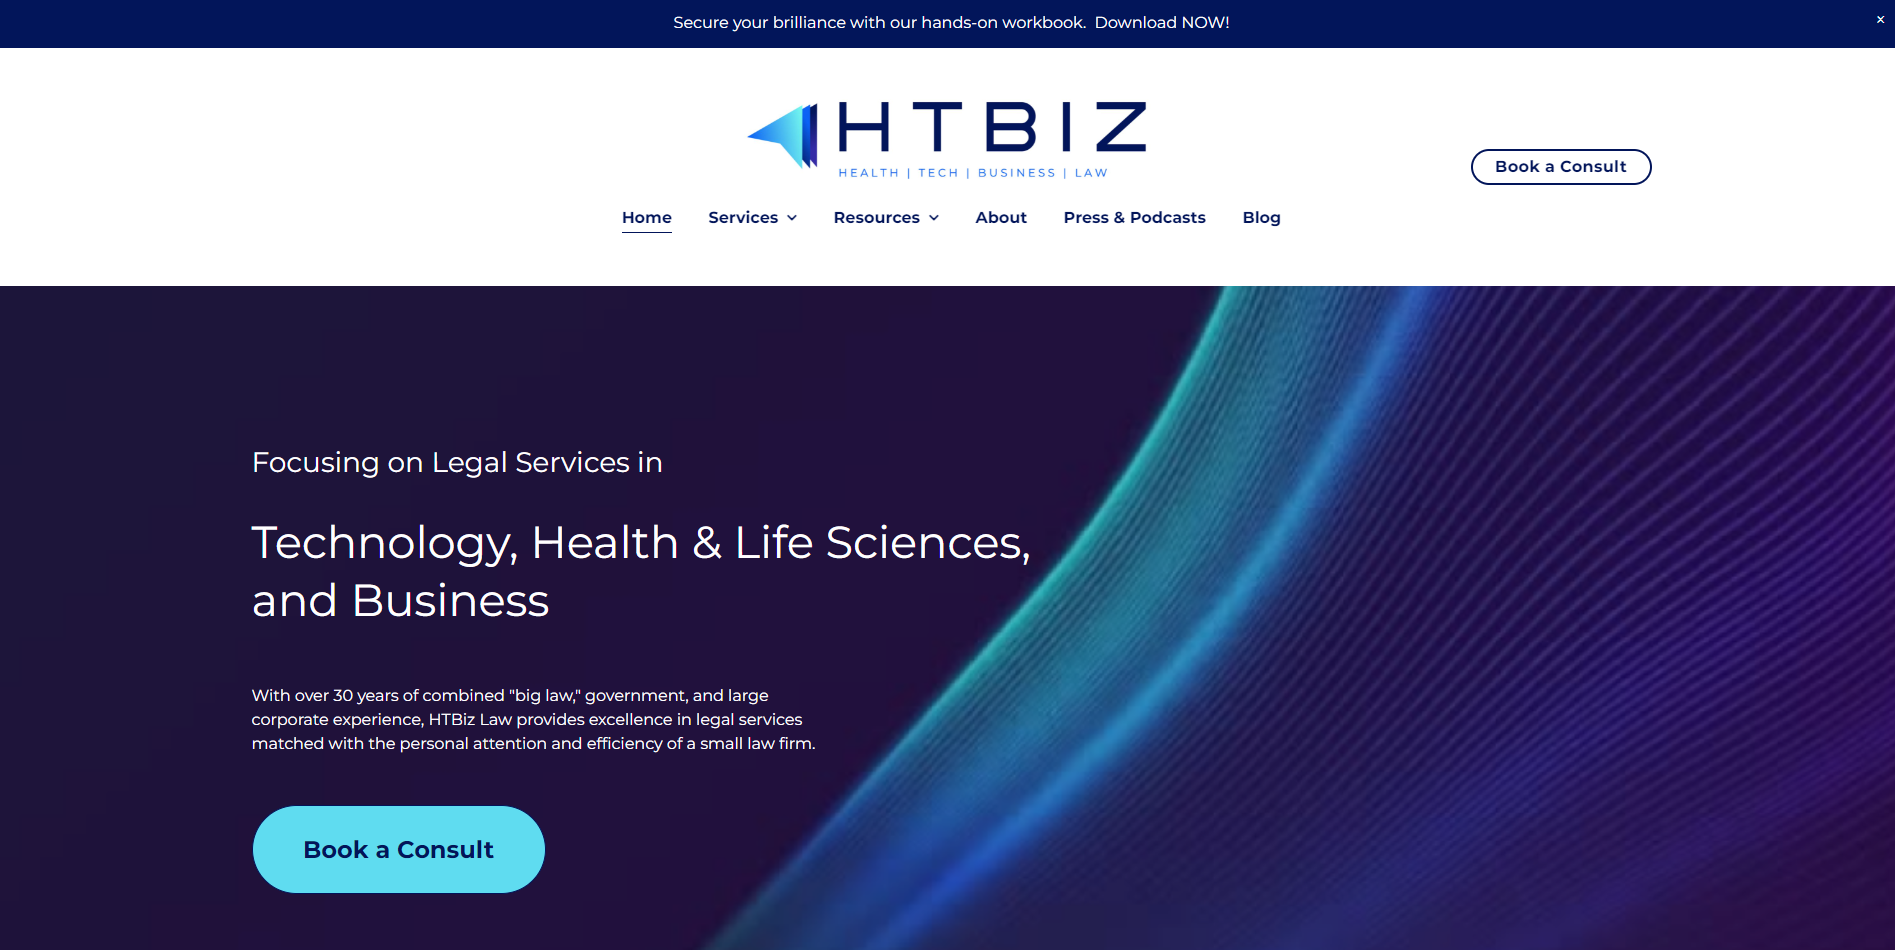 Secure your brilliance with our hands-on workbook. Download NOW!
×
HTBIZ
HEALTH | TECH | BUSINESS | LAW
Book a Consult
Home Services Resources About Press & Podcasts Blog
Focusing on Legal Services in
Technology, Health & Life Sciences,
and Business
With over 30 years of combined "big law," government, and large
corporate experience, HTBiz Law provides excellence in legal services
matched with the personal attention and efficiency of a small law firm.
Book a Consult